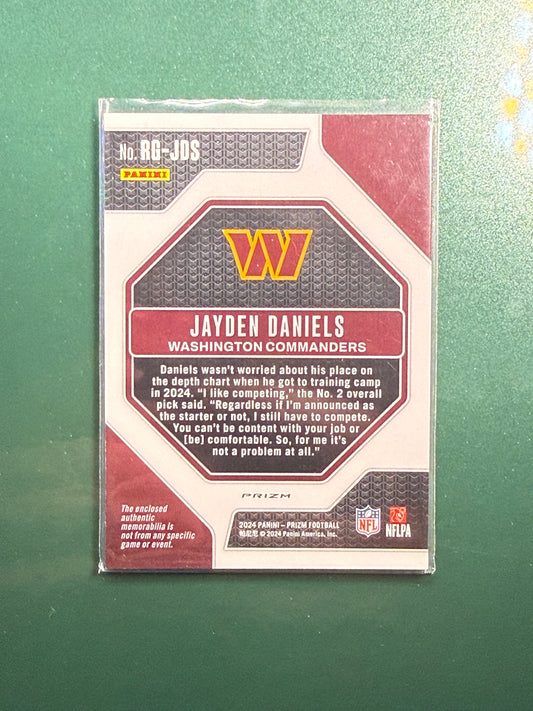 No. RG-JDS
PANINI
W
JAYDEN DANIELS
WASHINGTON COMMANDERS
Daniels wasn't worried about his place on
the depth chart when he got to training camp
in 2024. “I like competing,” the No. 2 overall
pick said. “Regardless if I'm announced as
the starter or not, I still have to compete.
You can't be content with your job or
[be] comfortable. So, for me it's
not a problem at all.”
PRIZM
The enclosed
authentic
memorabilia is
not from any specific
game or event.
2024 PANINI – PRIZM FOOTBALL
帕尼尼 © 2024 Panini America, Inc.
NFL
NFLPA